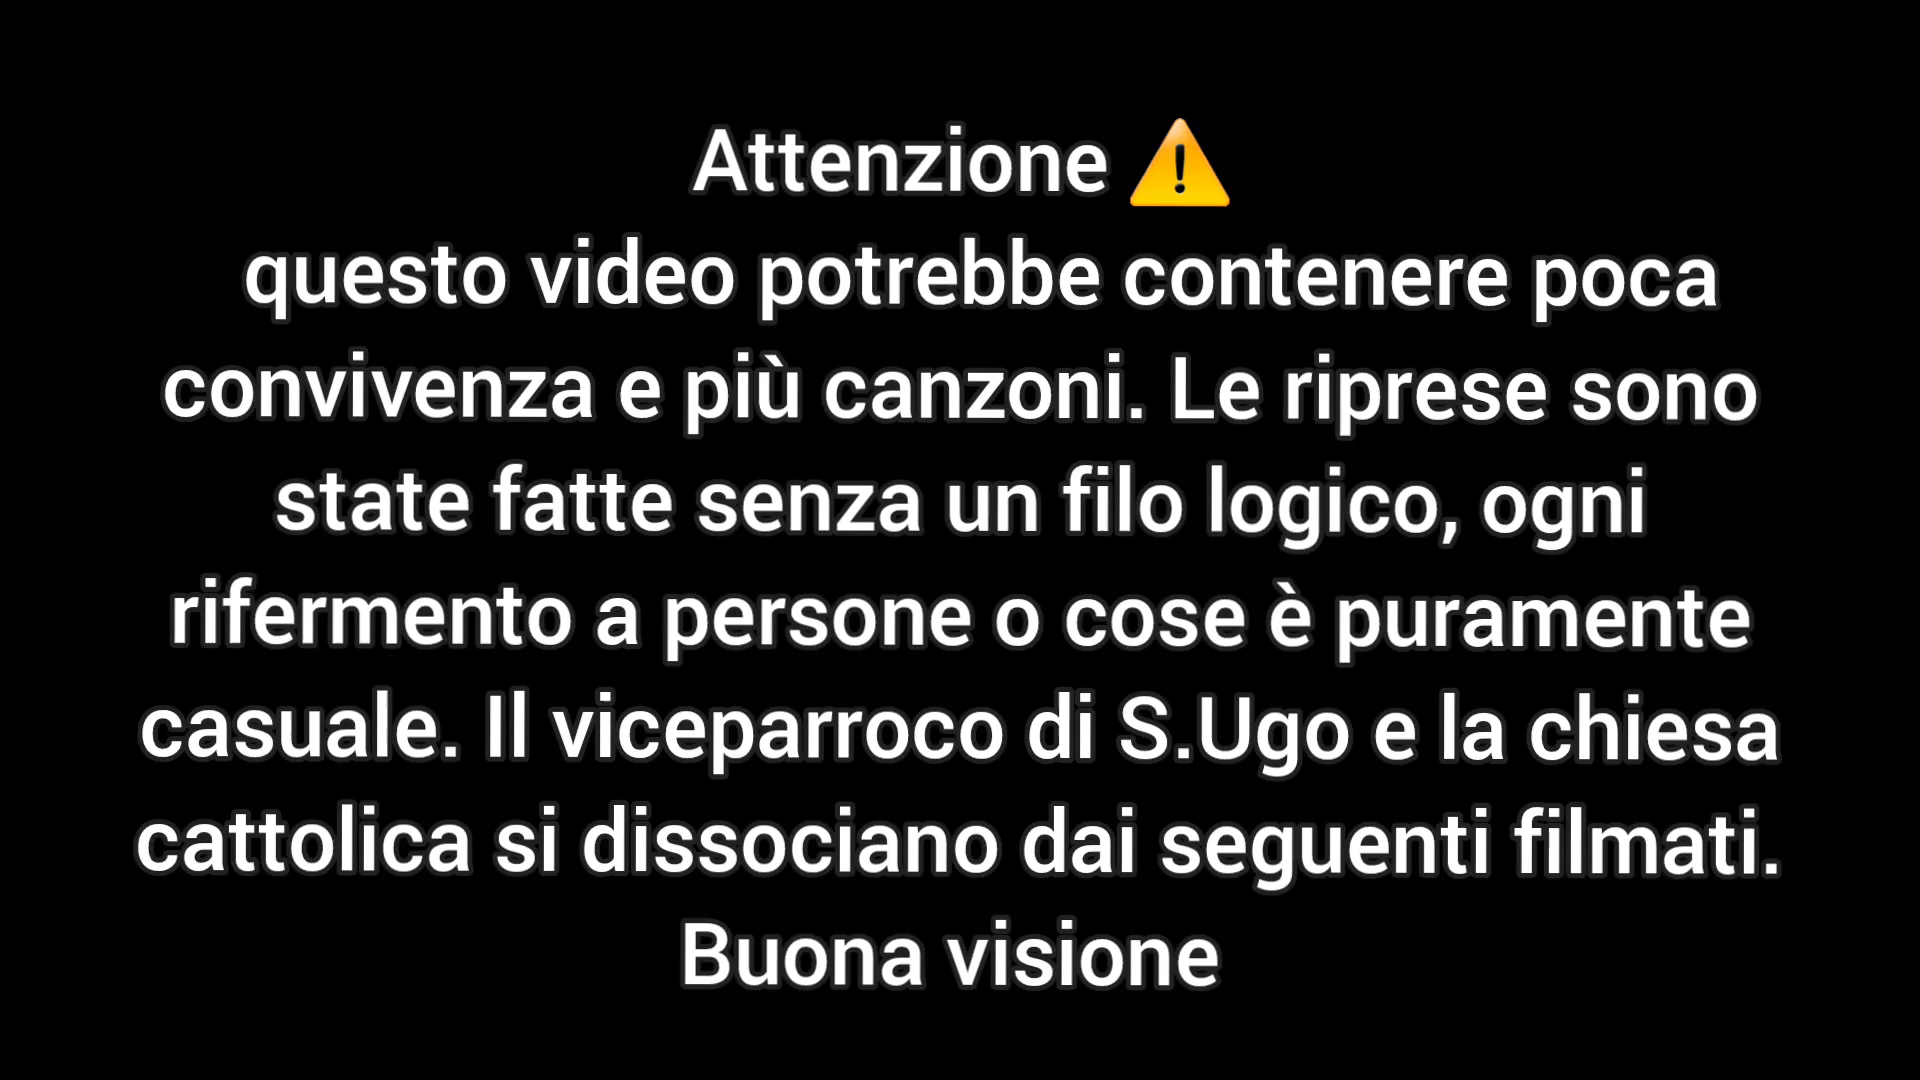 Attenzione ⚠️
questo video potrebbe contenere poca
convivenza e più canzoni. Le riprese sono
state fatte senza un filo logico, ogni
rifermento a persone o cose è puramente
casuale. Il viceparroco di S.Ugo e la chiesa
cattolica si dissociano dai seguenti filmati.
Buona visione